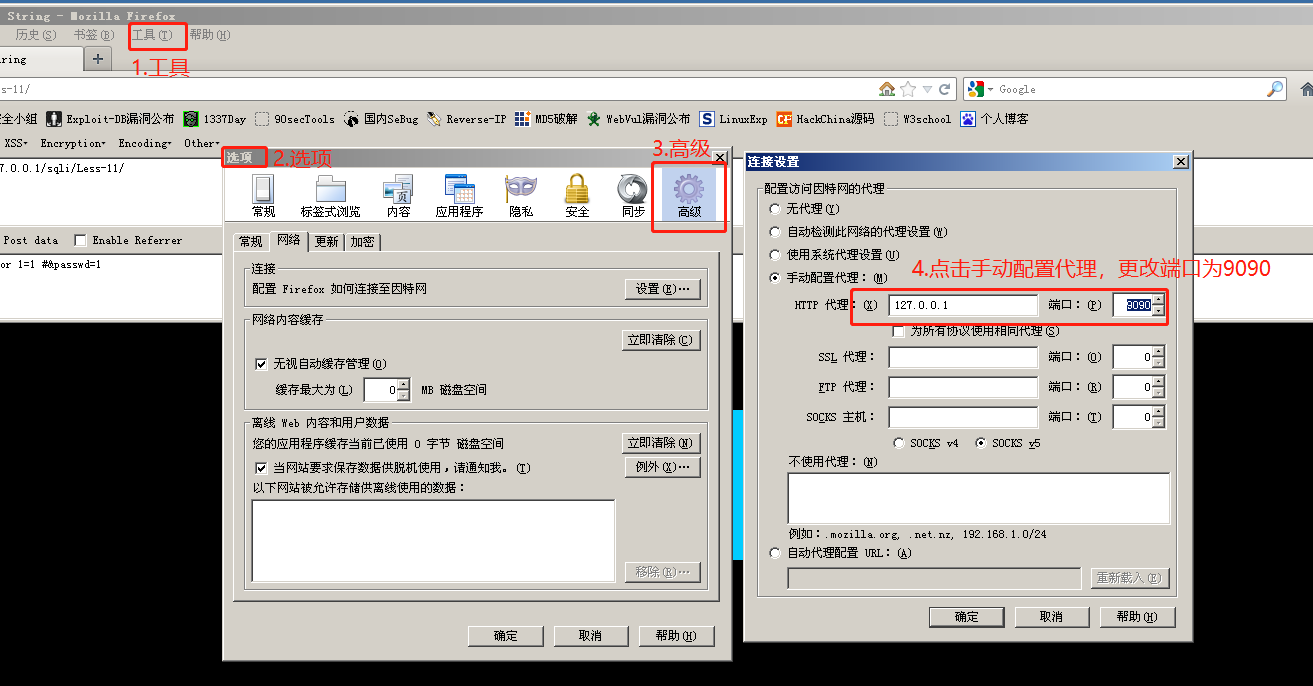 String - Mozilla Firefox
历史(S) 书签(B) 工具(T) 帮助(H)
ring +
1.工具
s-11/ Google
全小组 Exploit-DB漏洞公布 1337Day 90secTools 国内SeBug Reverse-IP MD5破解 WebVul漏洞公布 LinuxExp HackChina源码 W3school 个人博客
XSS Encryption Encoding Other
7.0.0.1/sqli/Less-11/
Post data Enable Referrer
or 1=1 #&passwd=1
选项 2.选项 3.高级
常规 标签式浏览 内容 应用程序 隐私 安全 同步 高级
常规 网络 更新 加密
连接
配置 Firefox 如何连接至因特网 设置(E)…
网络内容缓存
立即清除(C)
无视自动缓存管理(O)
缓存最大为(L) 0 MB 磁盘空间
离线 Web 内容和用户数据
您的应用程序缓存当前已使用 0 字节 磁盘空间 立即清除(N)
当网站要求保存数据供脱机使用，请通知我。(T) 例外(X)…
以下网站被允许存储供离线使用的数据：
移除(R)…
确定 取消 帮助(H)
连接设置
配置访问因特网的代理
无代理(Y)
自动检测此网络的代理设置(W)
使用系统代理设置(U)
手动配置代理：(M)
4.点击手动配置代理，更改端口为9090
HTTP 代理：(X) 127.0.0.1 端口：(P) 9090
为所有协议使用相同代理(S)
SSL 代理： 端口：(O) 0
FTP 代理： 端口：(R) 0
SOCKS 主机： 端口：(T) 0
SOCKS v4 SOCKS v5
不使用代理：(N)
例如：.mozilla.org, .net.nz, 192.168.1.0/24
自动代理配置 URL：(A)
重新载入(E)
确定 取消 帮助(H)